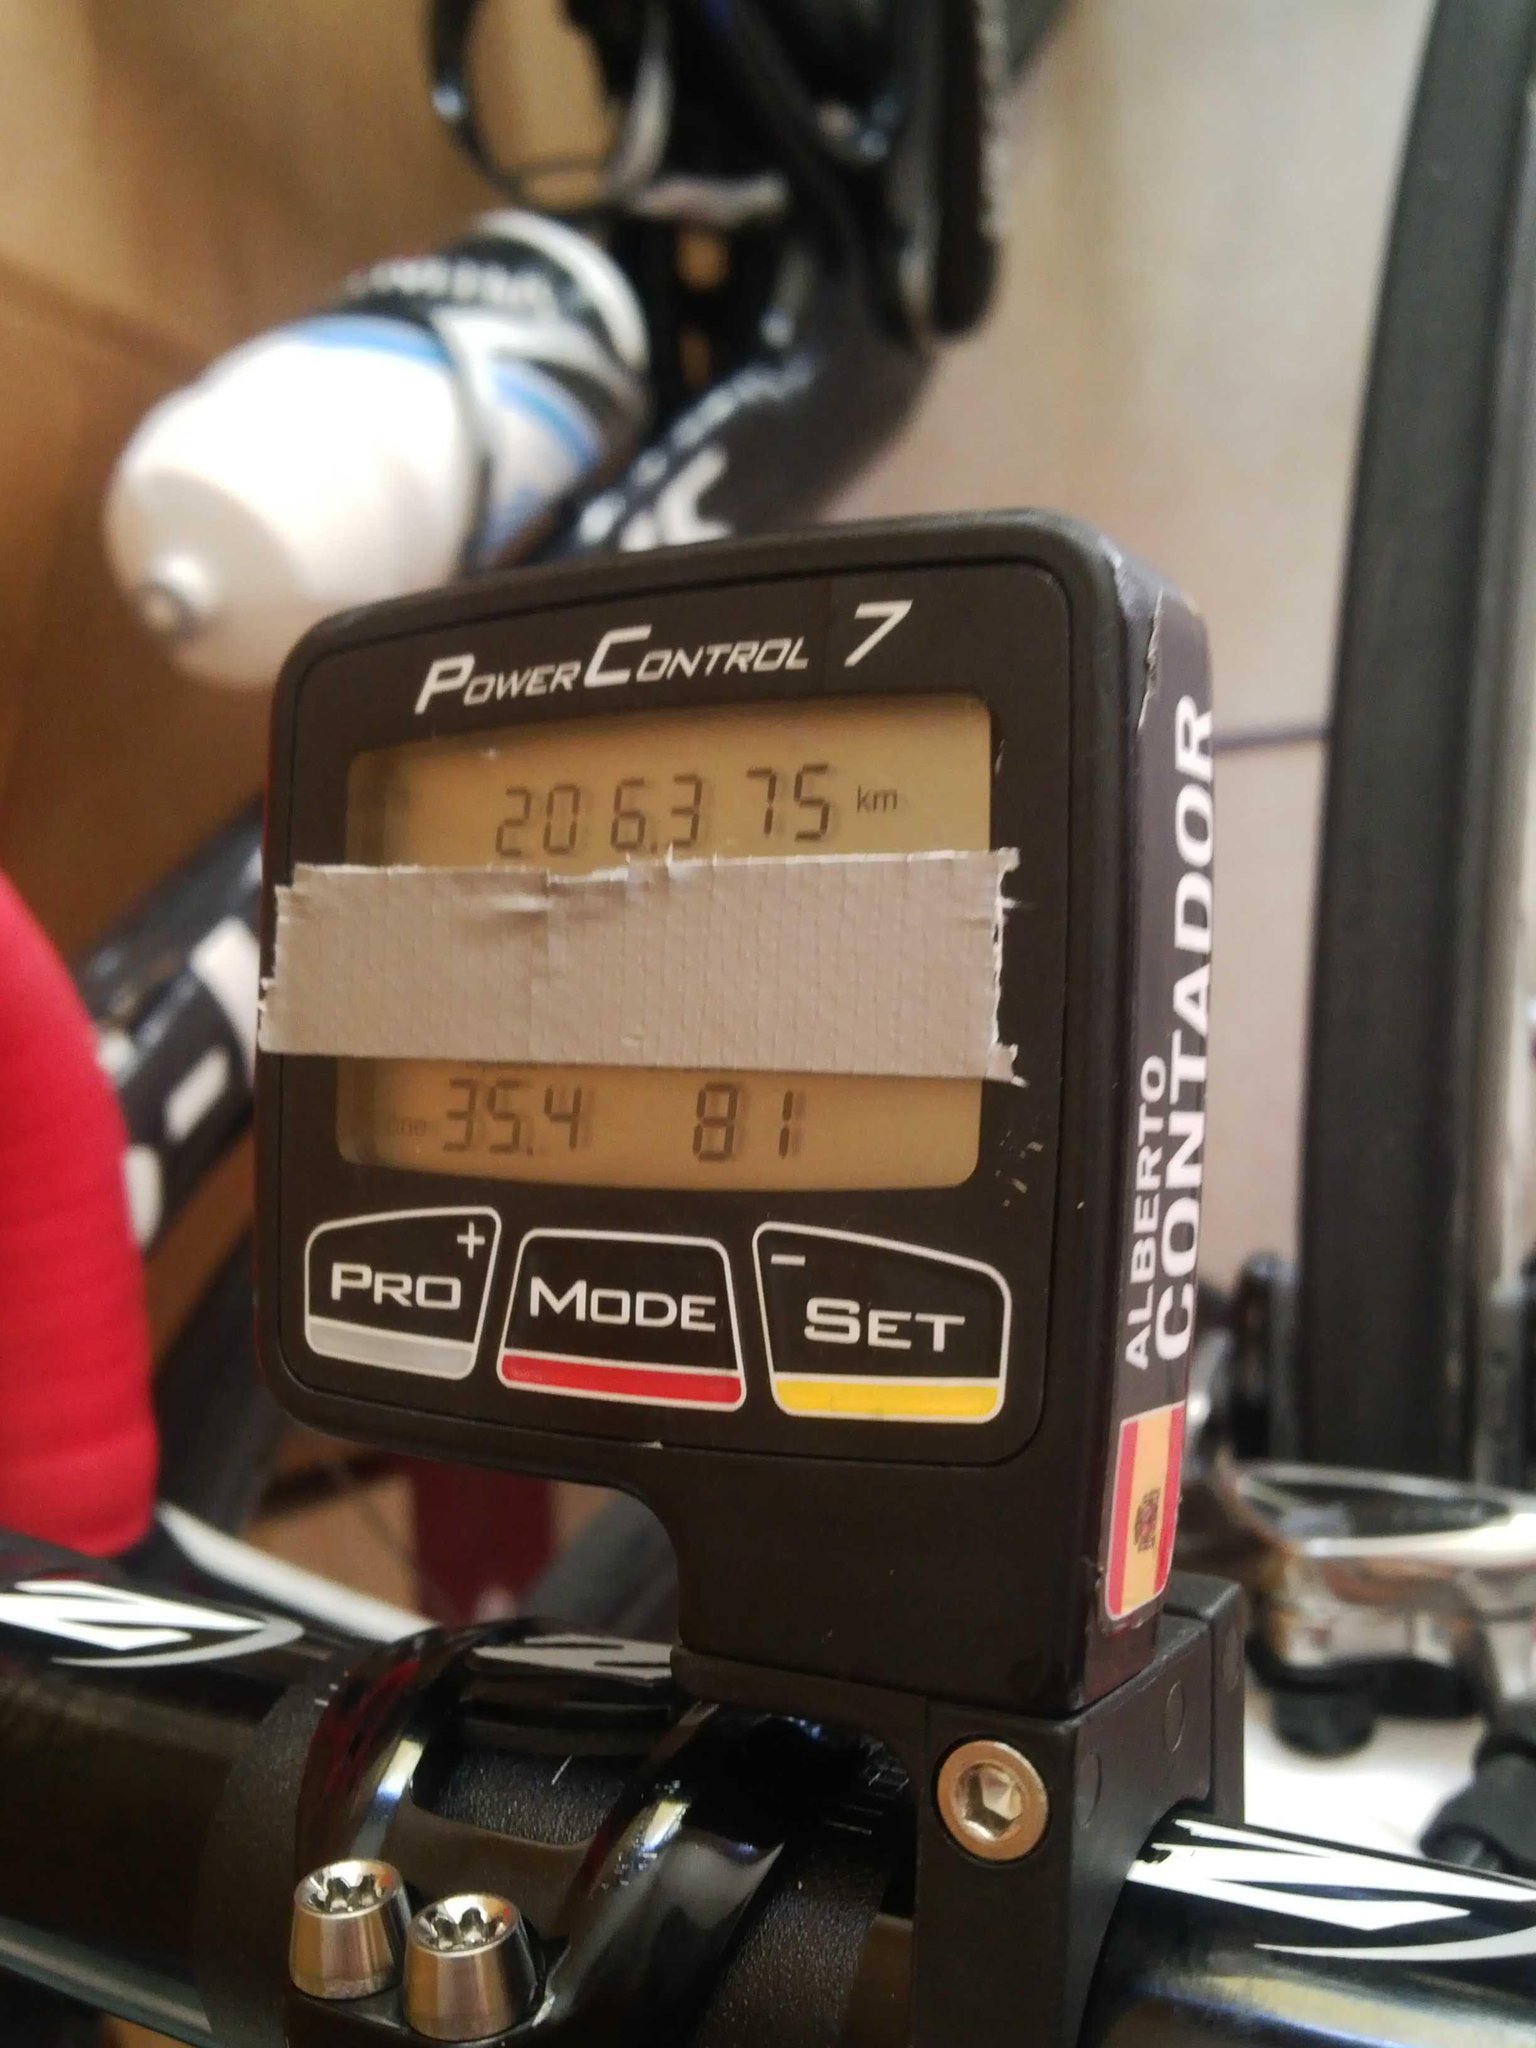 POWERCONTROL 7
206.375 km
35.4 81
PRO +
MODE
- SET
ALBERTO
CONTADOR